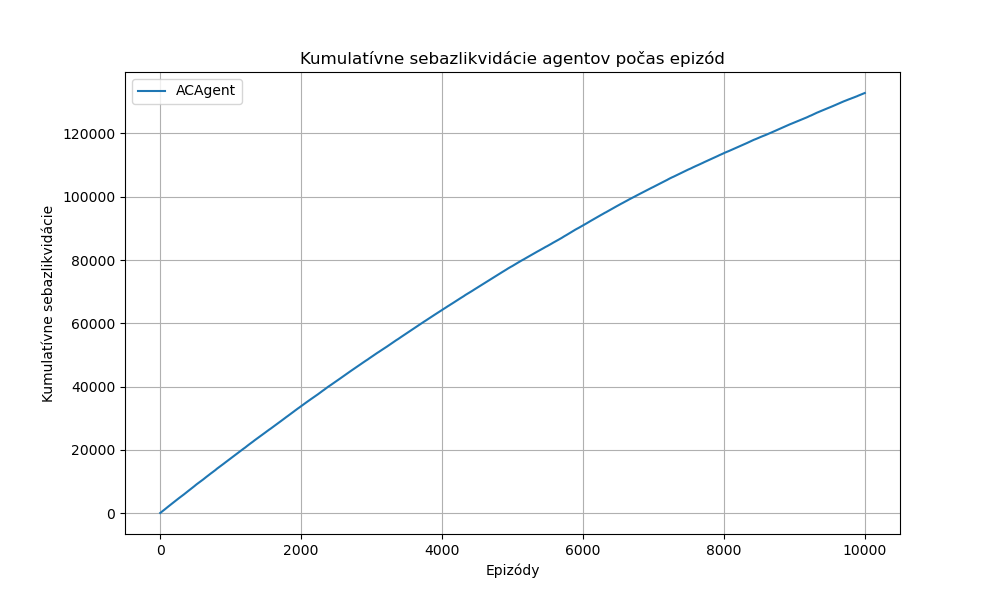 Kumulatívne sebazlikvidácie agentov počas epizód
ACAgent
Kumulatívne sebazlikvidácie
120000
100000
80000
60000
40000
20000
0
0 2000 4000 6000 8000 10000
Epizódy